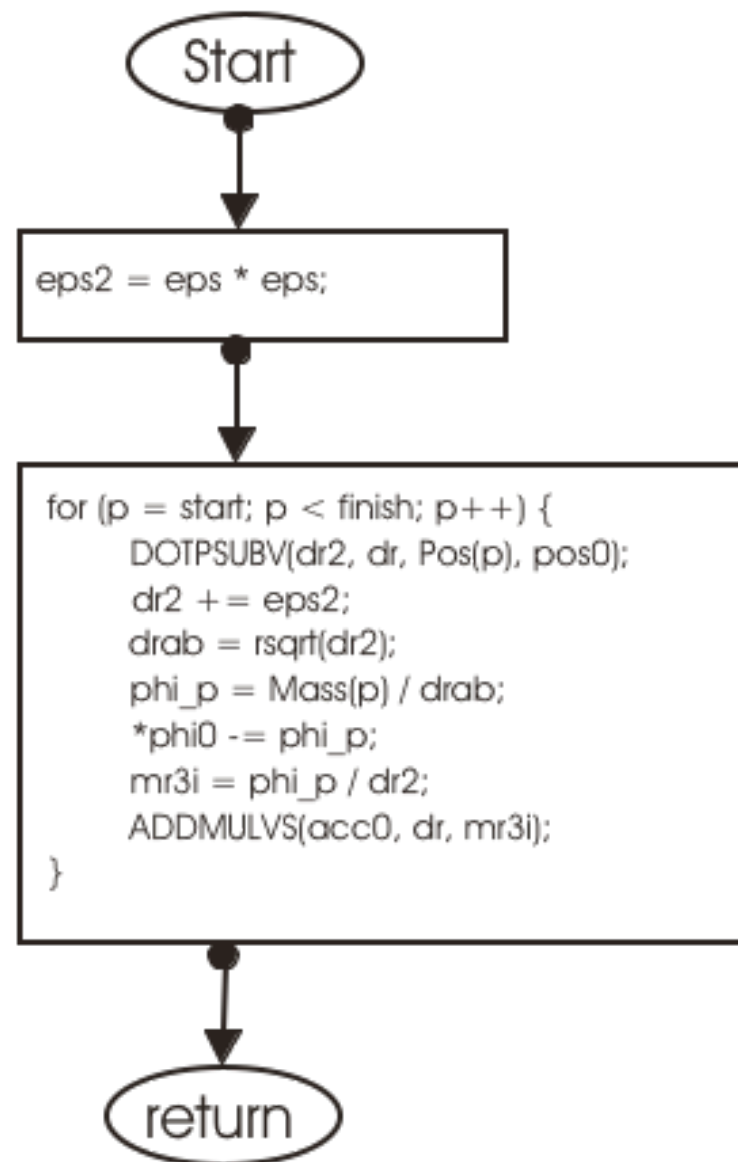 Start
eps2 = eps * eps;
for (p = start; p < finish; p++) {
DOTPSUBV(dr2, dr, Pos(p), pos0);
dr2 += eps2;
drab = rsqrt(dr2);
phi_p = Mass(p) / drab;
*phi0 -= phi_p;
mr3i = phi_p / dr2;
ADDMULVS(acc0, dr, mr3i);
}
return